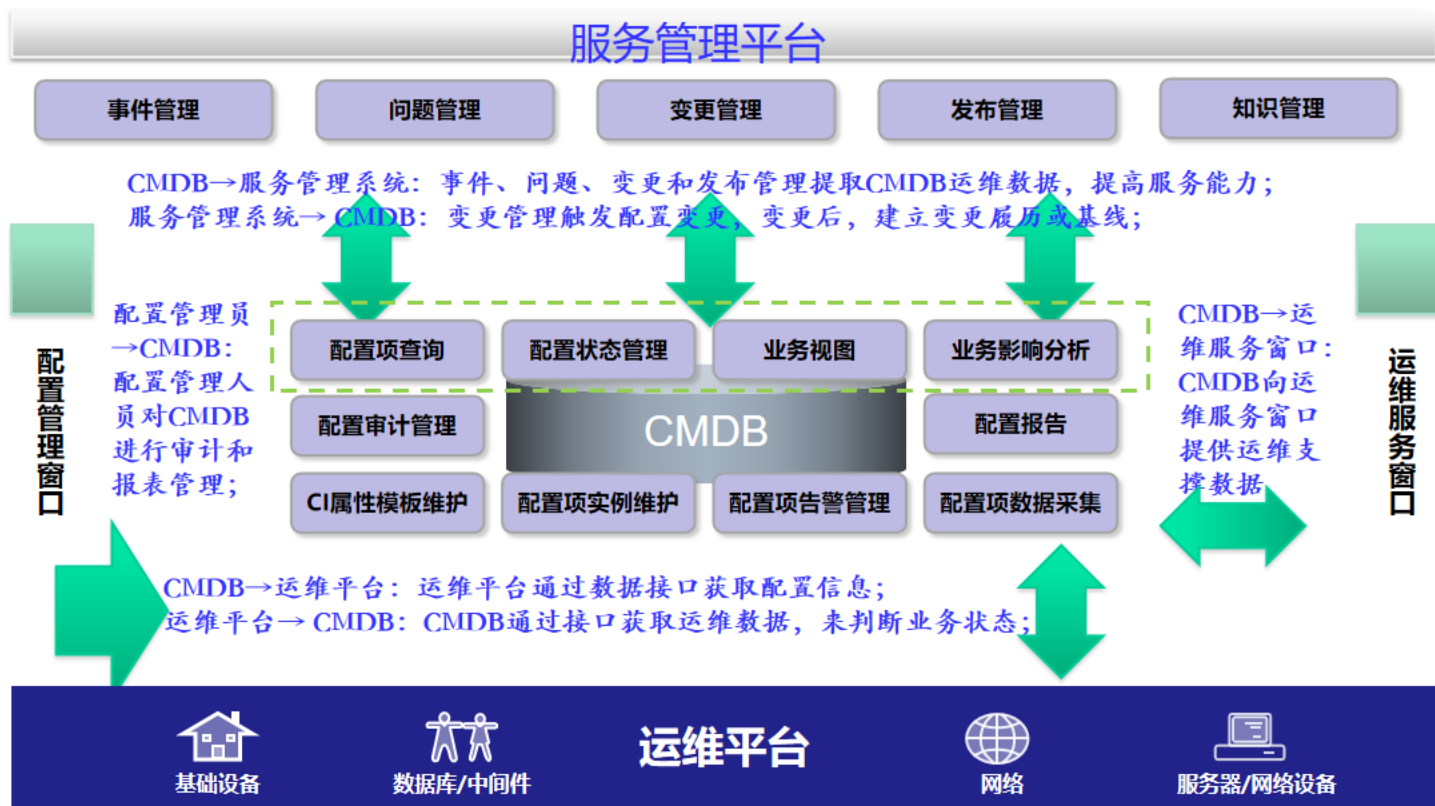 服务管理平台
事件管理
问题管理
变更管理
发布管理
知识管理
CMDB→服务管理系统：事件、问题、变更和发布管理提取CMDB运维数据，提高服务能力；
服务管理系统→ CMDB：变更管理触发配置变更，变更后，建立变更履历或基线；
配置管理窗口
配置管理员
→CMDB：
配置管理人
员对CMDB
进行审计和
报表管理；
配置项查询
配置状态管理
业务视图
业务影响分析
配置审计管理
CMDB
配置报告
CI属性模板维护
配置项实例维护
配置项告警管理
配置项数据采集
CMDB→运
维服务窗口：
CMDB向运
维服务窗口
提供运维支
撑数据
运维服务窗口
CMDB→运维平台：运维平台通过数据接口获取配置信息；
运维平台→ CMDB：CMDB通过接口获取运维数据，来判断业务状态；
基础设备
数据库/中间件
运维平台
网络
服务器/网络设备